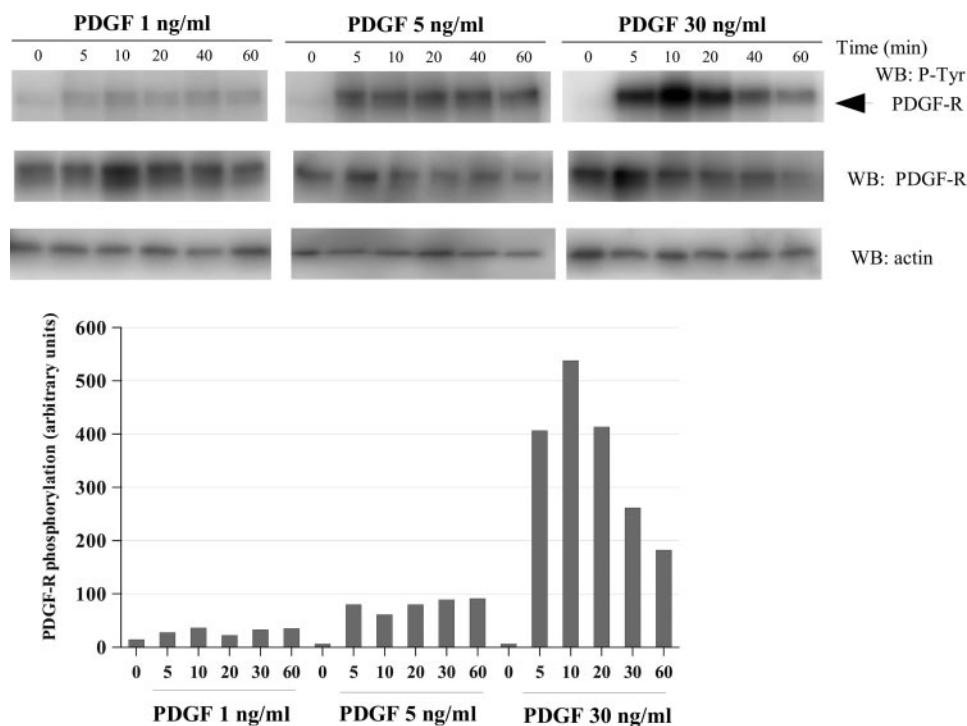 PDGF 1 ng/ml PDGF 5 ng/ml PDGF 30 ng/ml
Time (min)
0 5 10 20 40 60 0 5 10 20 40 60 0 5 10 20 40 60
WB: P-Tyr
PDGF-R
WB: PDGF-R
WB: actin
PDGF-R phosphorylation (arbitrary units)
600
500
400
300
200
100
0
0 5 10 20 30 60 0 5 10 20 30 60 0 5 10 20 30 60
PDGF 1 ng/ml PDGF 5 ng/ml PDGF 30 ng/ml